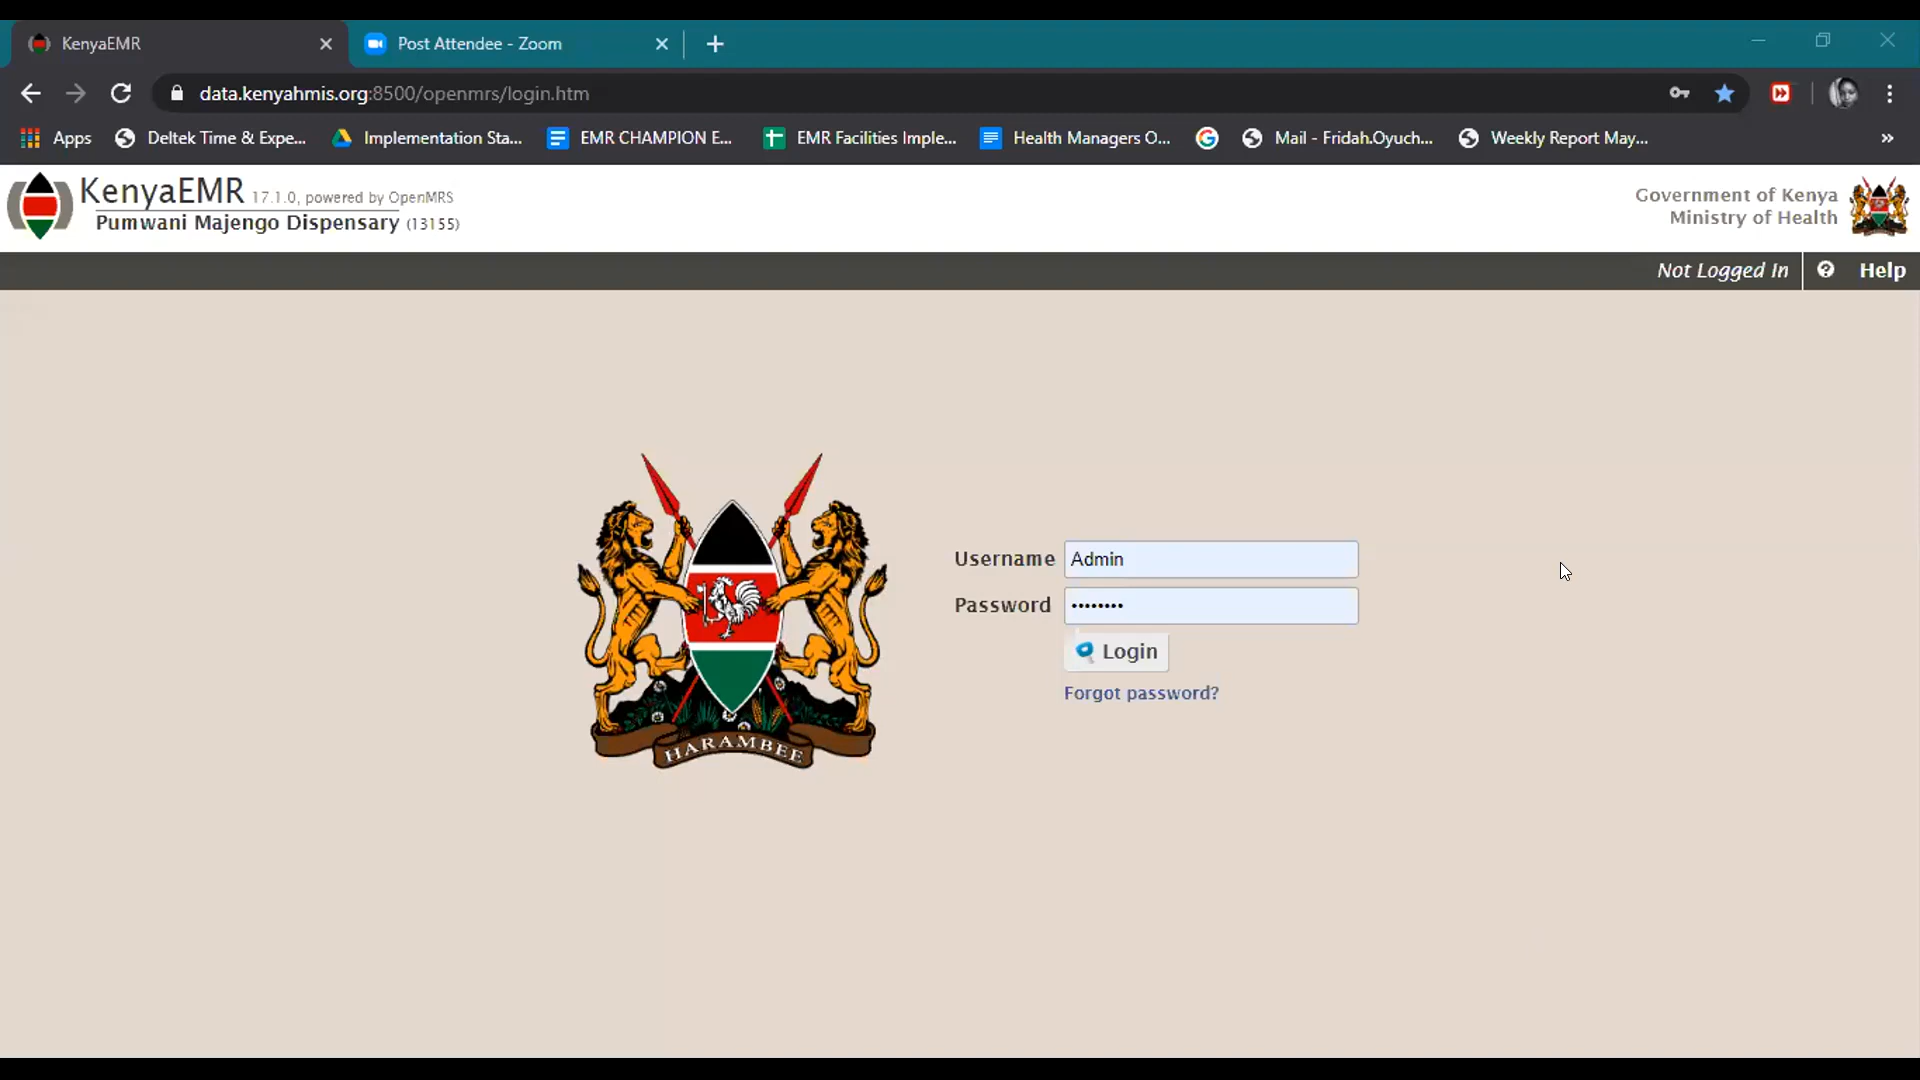 KenyaEMR
Post Attendee - Zoom
data.kenyahmis.org:8500/openmrs/login.htm
Apps
Deltek Time & Expe...
Implementation Sta...
EMR CHAMPION E...
EMR Facilities Imple...
Health Managers O...
Mail - Fridah.Oyuch...
Weekly Report May...
KenyaEMR 17.1.0, powered by OpenMRS
Pumwani Majengo Dispensary (13155)
Government of Kenya
Ministry of Health
Not Logged In
Help
Username Admin
Password ••••••••
Login
Forgot password?
HARAMBEE